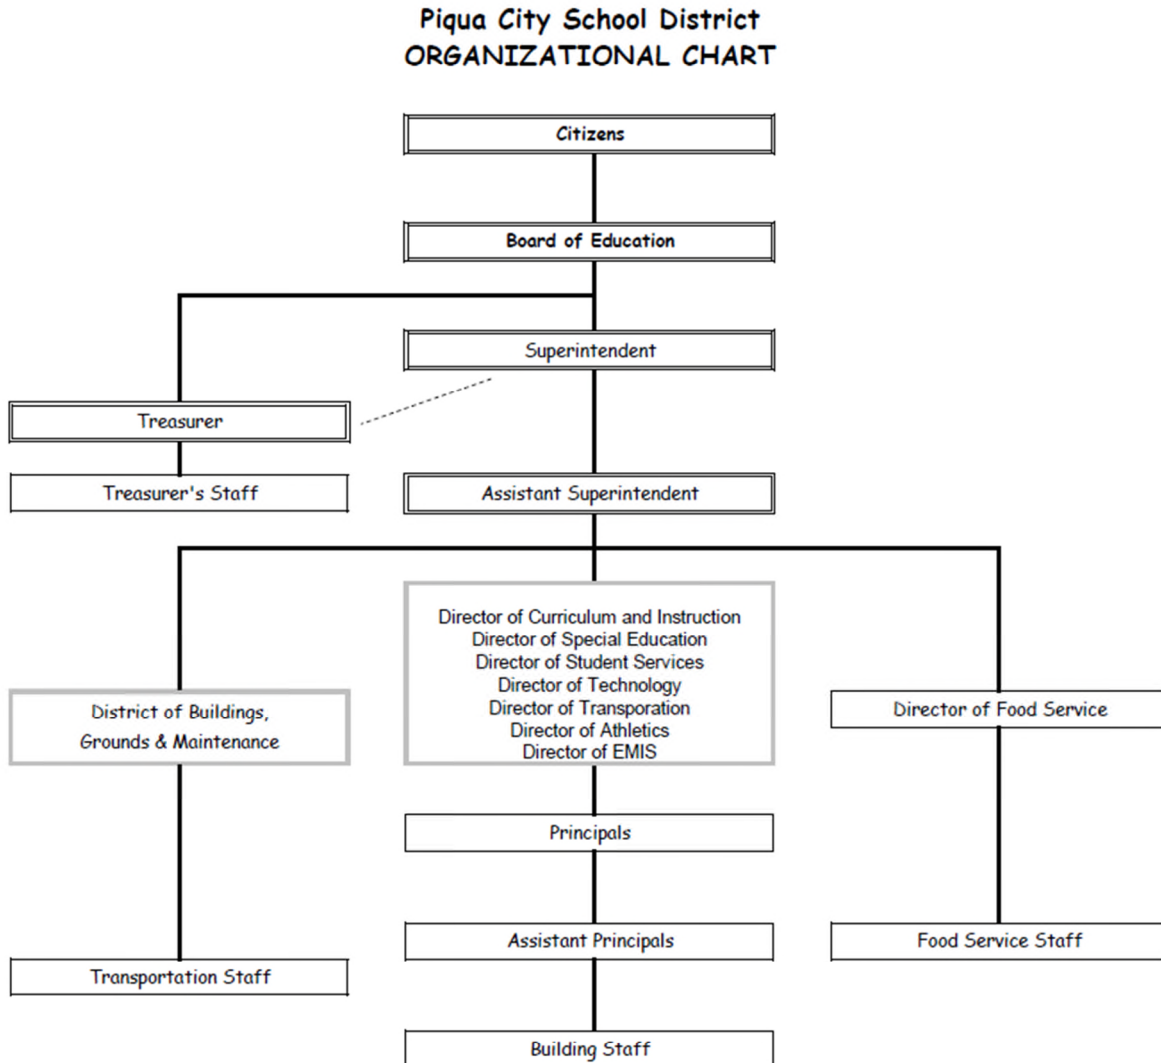 Piqua City School District
ORGANIZATIONAL CHART
Citizens
Board of Education
Superintendent
Treasurer
Treasurer's Staff
Assistant Superintendent
Director of Curriculum and Instruction
Director of Special Education
Director of Student Services
Director of Technology
Director of Transporation
Director of Athletics
Director of EMIS
District of Buildings,
Grounds & Maintenance
Director of Food Service
Principals
Assistant Principals
Food Service Staff
Transportation Staff
Building Staff